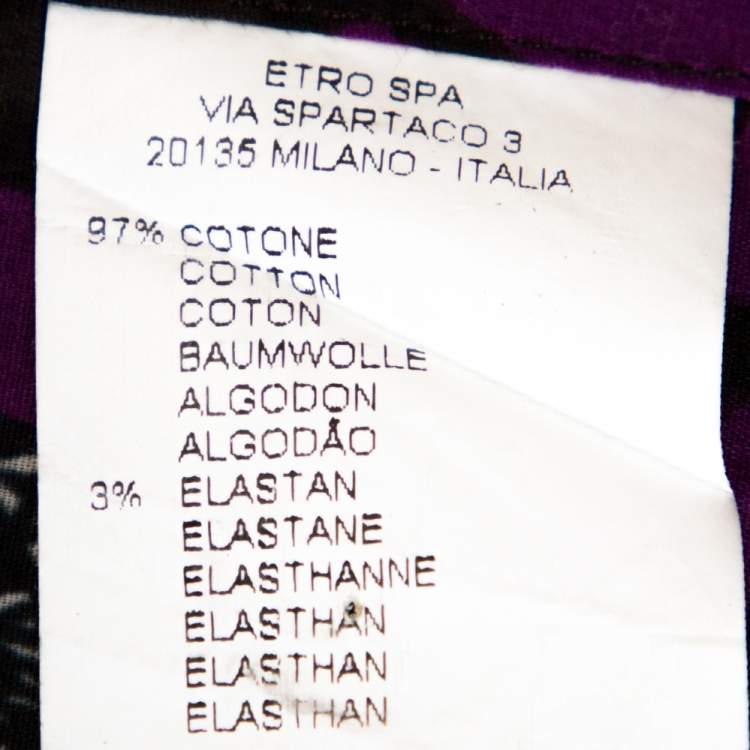 ETRO SPA
VIA SPARTACO 3
20135 MILANO - ITALIA
97% COTONE
COTTON
COTON
BAUMWOLLE
ALGODON
ALGODÃO
3% ELASTAN
ELASTANE
ELASTHANNE
ELASTHAN
ELASTHAN
ELASTHAN